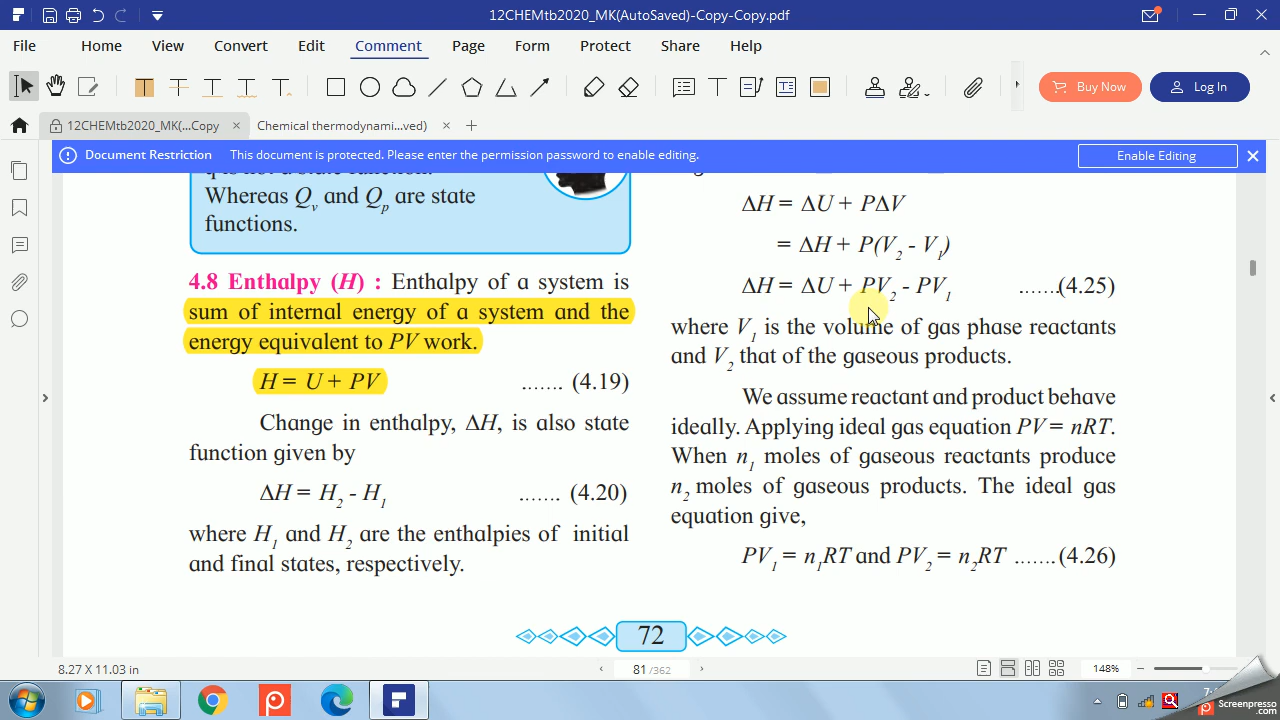 12CHEMtb2020_MK(AutoSaved)-Copy-Copy.pdf
File Home View Convert Edit Comment Page Form Protect Share Help
Buy Now Log In
12CHEMtb2020_MK(...Copy × Chemical thermodynami...ved) × +
Document Restriction This document is protected. Please enter the permission password to enable editing. Enable Editing
Whereas Qv and Qp are state
functions.
4.8 Enthalpy (H) : Enthalpy of a system is
sum of internal energy of a system and the
energy equivalent to PV work.
H = U + PV ....... (4.19)
Change in enthalpy, ΔH, is also state
function given by
ΔH = H2 - H1 ....... (4.20)
where H1 and H2 are the enthalpies of initial
and final states, respectively.
ΔH = ΔU + PΔV
= ΔH + P(V2 - V1)
ΔH = ΔU + PV2 - PV1 .......(4.25)
where V1 is the volume of gas phase reactants
and V2 that of the gaseous products.
We assume reactant and product behave
ideally. Applying ideal gas equation PV = nRT.
When n1 moles of gaseous reactants produce
n2 moles of gaseous products. The ideal gas
equation give,
PV1 = n1RT and PV2 = n2RT .......(4.26)
72
8.27 X 11.03 in 81 /362 148%
Screenpresso
.com